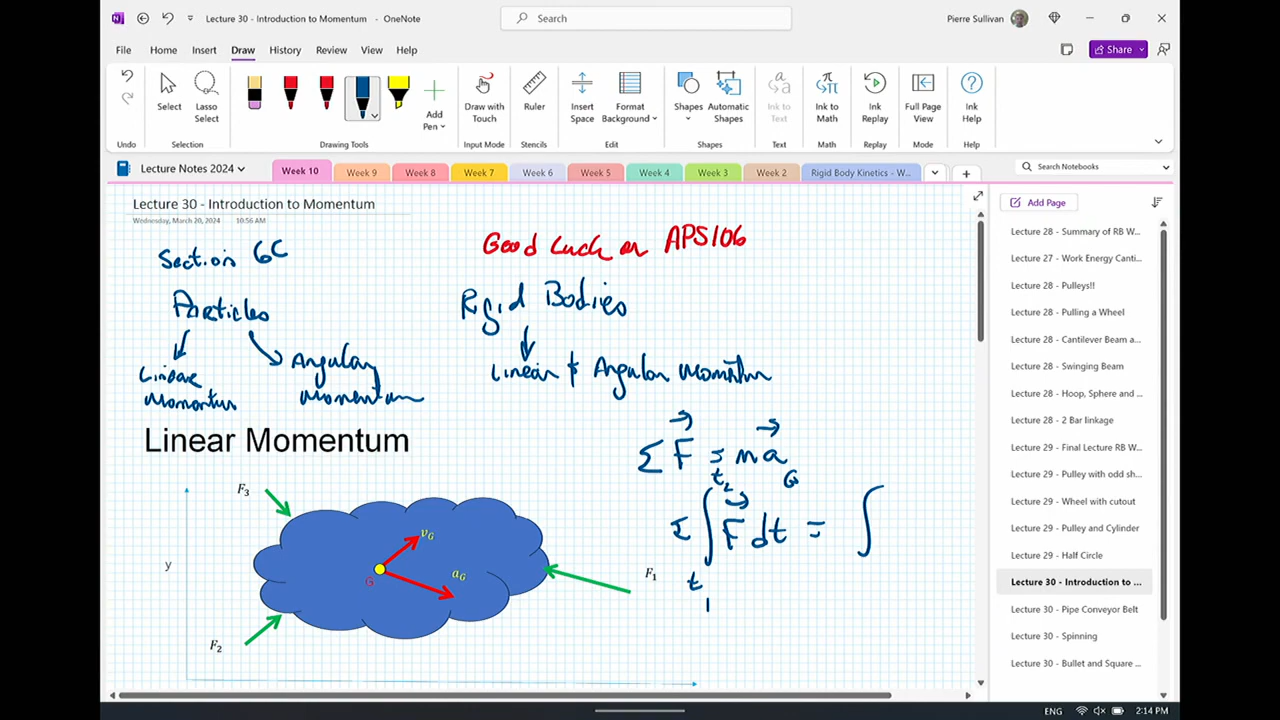 Lecture 30 - Introduction to Momentum - OneNote
Search
Pierre Sullivan
File Home Insert Draw History Review View Help
Share
Select
Lasso Select
Add Pen
Draw with Touch
Ruler
Insert Space
Format Background
Shapes
Automatic Shapes
Ink to Text
Ink to Math
Ink Replay
Full Page View
Ink Help
Undo
Selection
Drawing Tools
Input Mode
Stencils
Edit
Shapes
Text
Math
Replay
Mode
Help
Lecture Notes 2024
Week 10 Week 9 Week 8 Week 7 Week 6 Week 5 Week 4 Week 3 Week 2 Rigid Body Kinetics - W...
Search Notebooks
Lecture 30 - Introduction to Momentum
Wednesday, March 20, 2024 10:56 AM
Section 6C
Good Luck on APS106
Particles
Rigid Bodies
Linear Momentum
Angular Momentum
Linear & Angular Momentum
Linear Momentum
ΣF = ma_G
Σ∫_{t1}^{t2} F dt = ∫
F3
v_G
G
a_G
y
F1
F2
Add Page
Lecture 28 - Summary of RB W...
Lecture 27 - Work Energy Canti...
Lecture 28 - Pulleys!!
Lecture 28 - Pulling a Wheel
Lecture 28 - Cantilever Beam a...
Lecture 28 - Swinging Beam
Lecture 28 - Hoop, Sphere and ...
Lecture 28 - 2 Bar linkage
Lecture 29 - Final Lecture RB W...
Lecture 29 - Pulley with odd sh...
Lecture 29 - Wheel with cutout
Lecture 29 - Pulley and Cylinder
Lecture 29 - Half Circle
Lecture 30 - Introduction to ...
Lecture 30 - Pipe Conveyor Belt
Lecture 30 - Spinning
Lecture 30 - Bullet and Square ...
ENG 2:14 PM